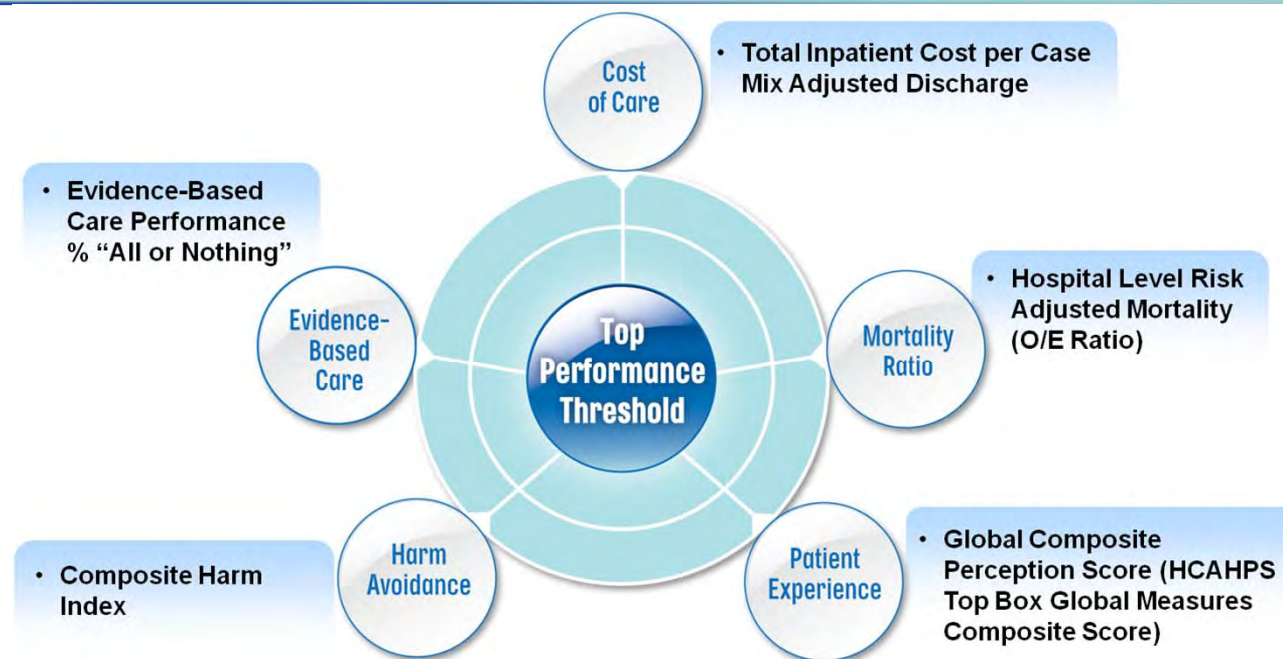 Cost
of Care
• Total Inpatient Cost per Case
Mix Adjusted Discharge
• Evidence-Based
Care Performance
% “All or Nothing”
Evidence-
Based
Care
Top
Performance
Threshold
Mortality
Ratio
• Hospital Level Risk
Adjusted Mortality
(O/E Ratio)
• Composite Harm
Index
Harm
Avoidance
Patient
Experience
• Global Composite
Perception Score (HCAHPS
Top Box Global Measures
Composite Score)